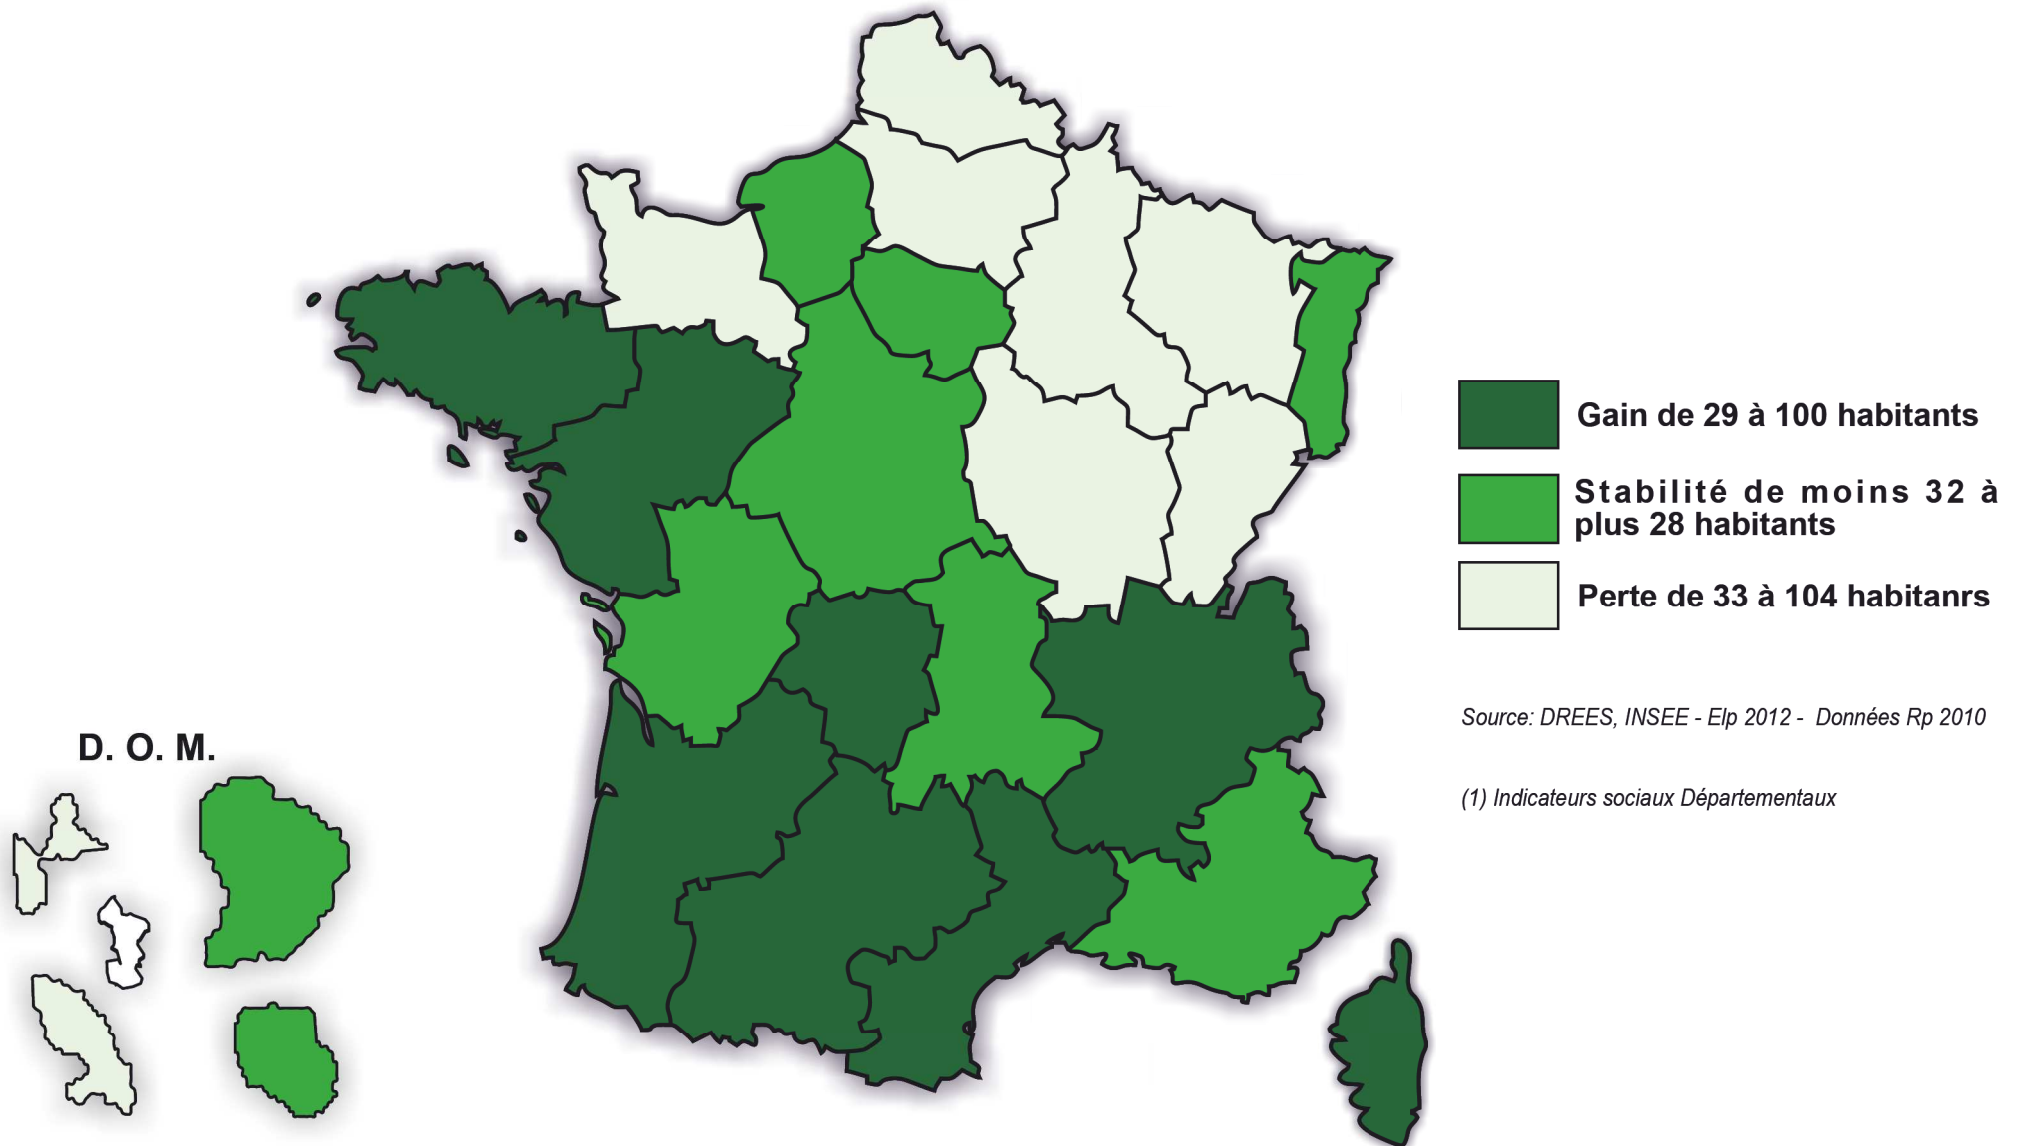 Gain de 29 à 100 habitants
Stabilité de moins 32 à
plus 28 habitants
Perte de 33 à 104 habitanrs
Source: DREES, INSEE - Elp 2012 - Données Rp 2010
D. O. M.
(1) Indicateurs sociaux Départementaux